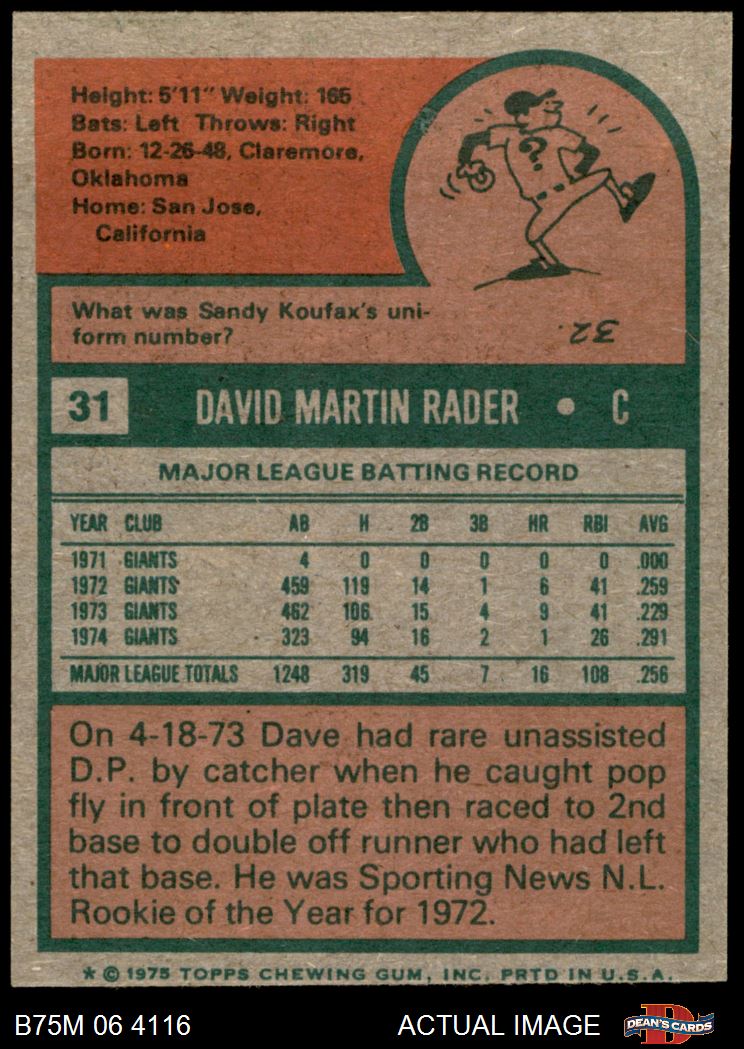 Height: 5'11" Weight: 165
Bats: Left Throws: Right
Born: 12-26-48, Claremore,
Oklahoma
Home: San Jose,
California
?
What was Sandy Koufax's uni-
form number?
32.
31 DAVID MARTIN RADER • C
MAJOR LEAGUE BATTING RECORD
YEAR CLUB AB H 2B 3B HR RBI AVG
1971 GIANTS 4 0 0 0 0 0 .000
1972 GIANTS 459 119 14 1 6 41 .259
1973 GIANTS 462 106 15 4 9 41 .229
1974 GIANTS 323 94 16 2 1 26 .291
MAJOR LEAGUE TOTALS 1248 319 45 7 16 108 .256
On 4-18-73 Dave had rare unassisted
D.P. by catcher when he caught pop
fly in front of plate then raced to 2nd
base to double off runner who had left
that base. He was Sporting News N.L.
Rookie of the Year for 1972.
* © 1975 TOPPS CHEWING GUM, INC. PRTD IN U.S.A.
B75M 06 4116 ACTUAL IMAGE D DEAN'S CARDS